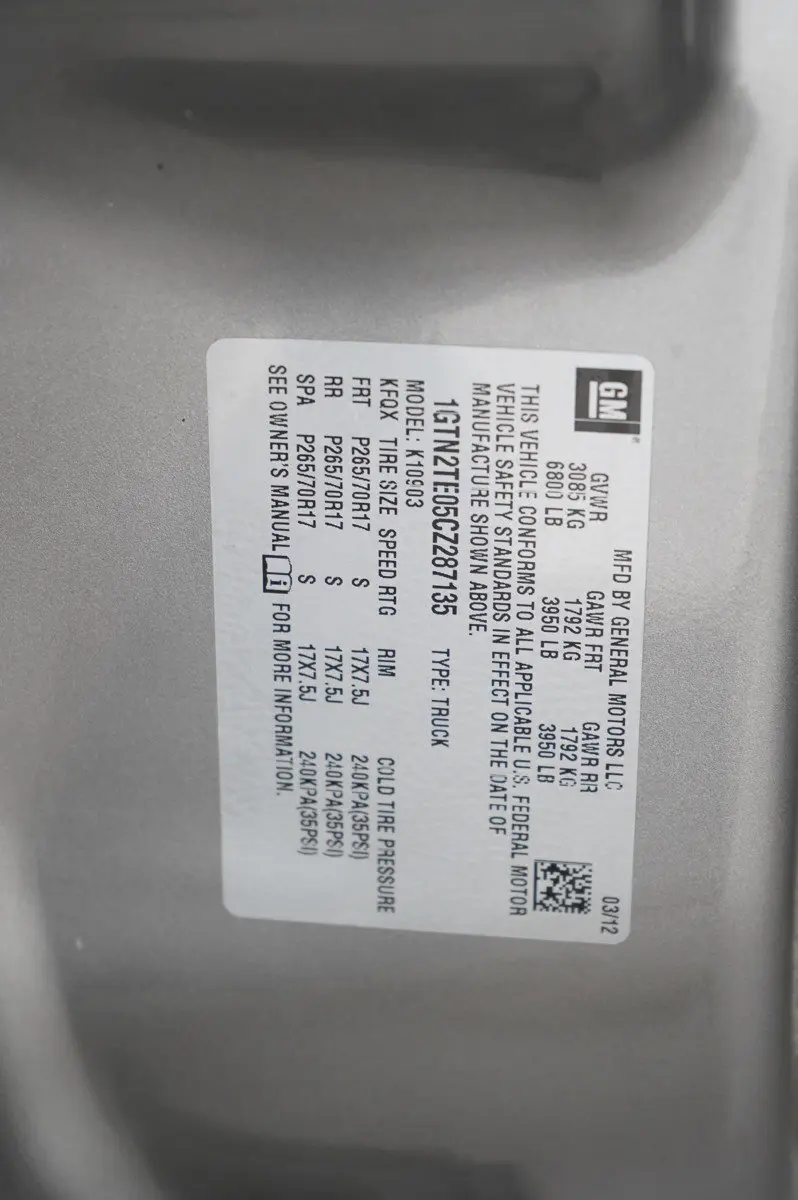 GM
MFD BY GENERAL MOTORS LLC 03/12
GVWR GAWR FRT GAWR RR
3085 KG 1792 KG 1792 KG
6800 LB 3950 LB 3950 LB
THIS VEHICLE CONFORMS TO ALL APPLICABLE U.S. FEDERAL MOTOR
VEHICLE SAFETY STANDARDS IN EFFECT ON THE DATE OF
MANUFACTURE SHOWN ABOVE.
1GTN2TE05CZ287135 TYPE: TRUCK
MODEL: K10903
KFQX TIRE SIZE SPEED RTG RIM COLD TIRE PRESSURE
FRT P265/70R17 S 17X7.5J 240KPA(35PSI)
RR P265/70R17 S 17X7.5J 240KPA(35PSI)
SPA P265/70R17 S 17X7.5J 240KPA(35PSI)
SEE OWNER'S MANUAL i FOR MORE INFORMATION.